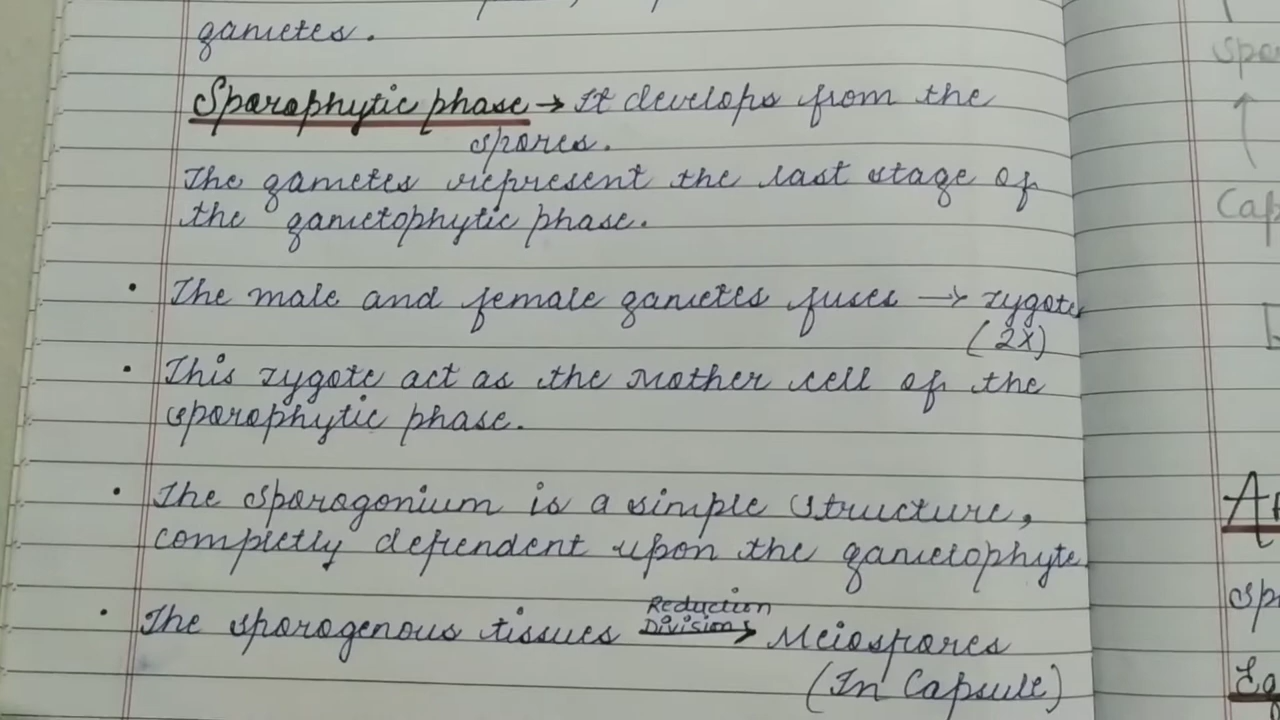 gametes.
Sporophytic phase → It develops from the
spores.
The gametes represent the last stage of
the gametophytic phase.
• The male and female gametes fuses → zygote
(2x)
• This zygote act as the Mother cell of the
sporophytic phase.
• The sporogonium is a simple structure,
completly dependent upon the gametophyte
Reduction
Divisions
• The sporogenous tissues → Meiospores
(In Capsule)